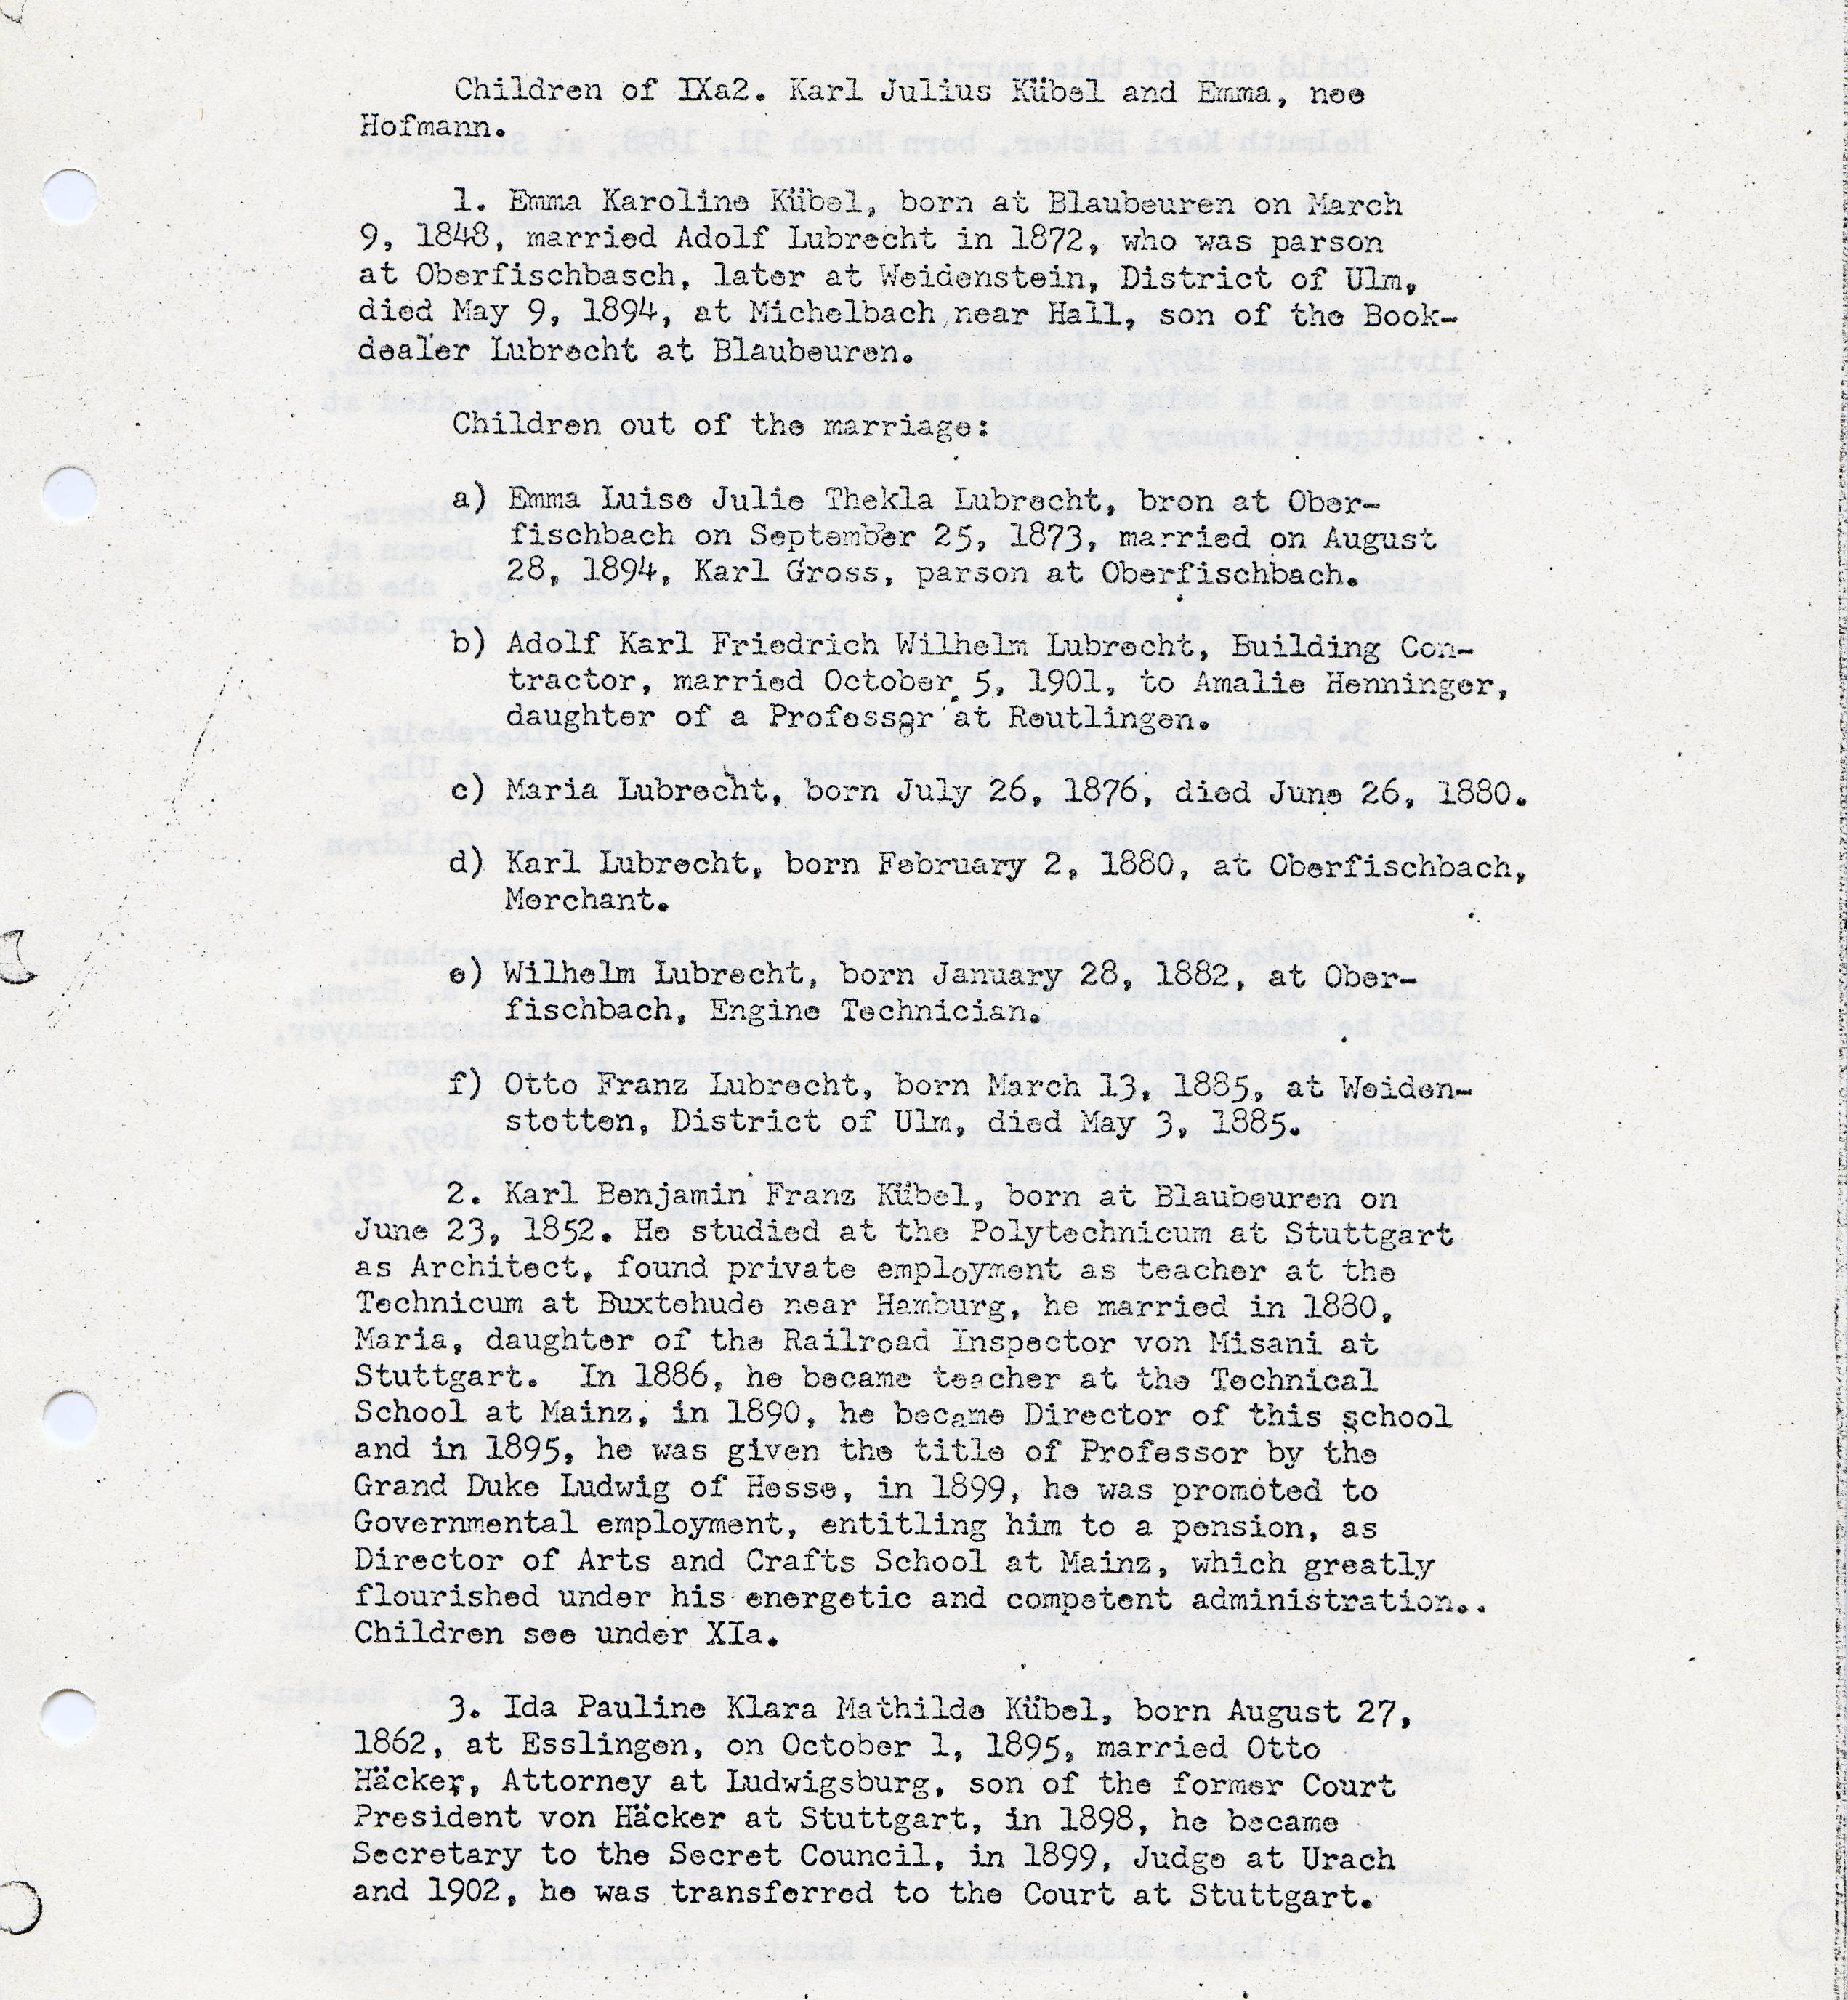 Children of IXa2. Karl Julius Kübel and Emma, nee
Hofmann.
1. Emma Karoline Kübel, born at Blaubeuren on March
9, 1848, married Adolf Lubrecht in 1872, who was parson
at Oberfischbasch, later at Weidenstein, District of Ulm,
died May 9, 1894, at Michelbach near Hall, son of the Book-
dealer Lubrecht at Blaubeuren.
Children out of the marriage:
a) Emma Luise Julie Thekla Lubrecht, bron at Ober-
fischbach on September 25, 1873, married on August
28, 1894, Karl Gross, parson at Oberfischbach.
b) Adolf Karl Friedrich Wilhelm Lubrecht, Building Con-
tractor, married October 5, 1901, to Amalie Henninger,
daughter of a Professor at Reutlingen.
c) Maria Lubrecht, born July 26, 1876, died June 26, 1880.
d) Karl Lubrecht, born February 2, 1880, at Oberfischbach,
Merchant.
e) Wilhelm Lubrecht, born January 28, 1882, at Ober-
fischbach, Engine Technician.
f) Otto Franz Lubrecht, born March 13, 1885, at Weiden-
stetten, District of Ulm, died May 3, 1885.
2. Karl Benjamin Franz Kübel, born at Blaubeuren on
June 23, 1852. He studied at the Polytechnicum at Stuttgart
as Architect, found private employment as teacher at the
Technicum at Buxtehude near Hamburg, he married in 1880,
Maria, daughter of the Railroad Inspector von Misani at
Stuttgart. In 1886, he became teacher at the Technical
School at Mainz, in 1890, he became Director of this school
and in 1895, he was given the title of Professor by the
Grand Duke Ludwig of Hesse, in 1899, he was promoted to
Governmental employment, entitling him to a pension, as
Director of Arts and Crafts School at Mainz, which greatly
flourished under his energetic and competent administration..
Children see under XIa.
3. Ida Pauline Klara Mathilde Kübel, born August 27,
1862, at Esslingen, on October 1, 1895, married Otto
Häcker, Attorney at Ludwigsburg, son of the former Court
President von Häcker at Stuttgart, in 1898, he became
Secretary to the Secret Council, in 1899, Judge at Urach
and 1902, he was transferred to the Court at Stuttgart.